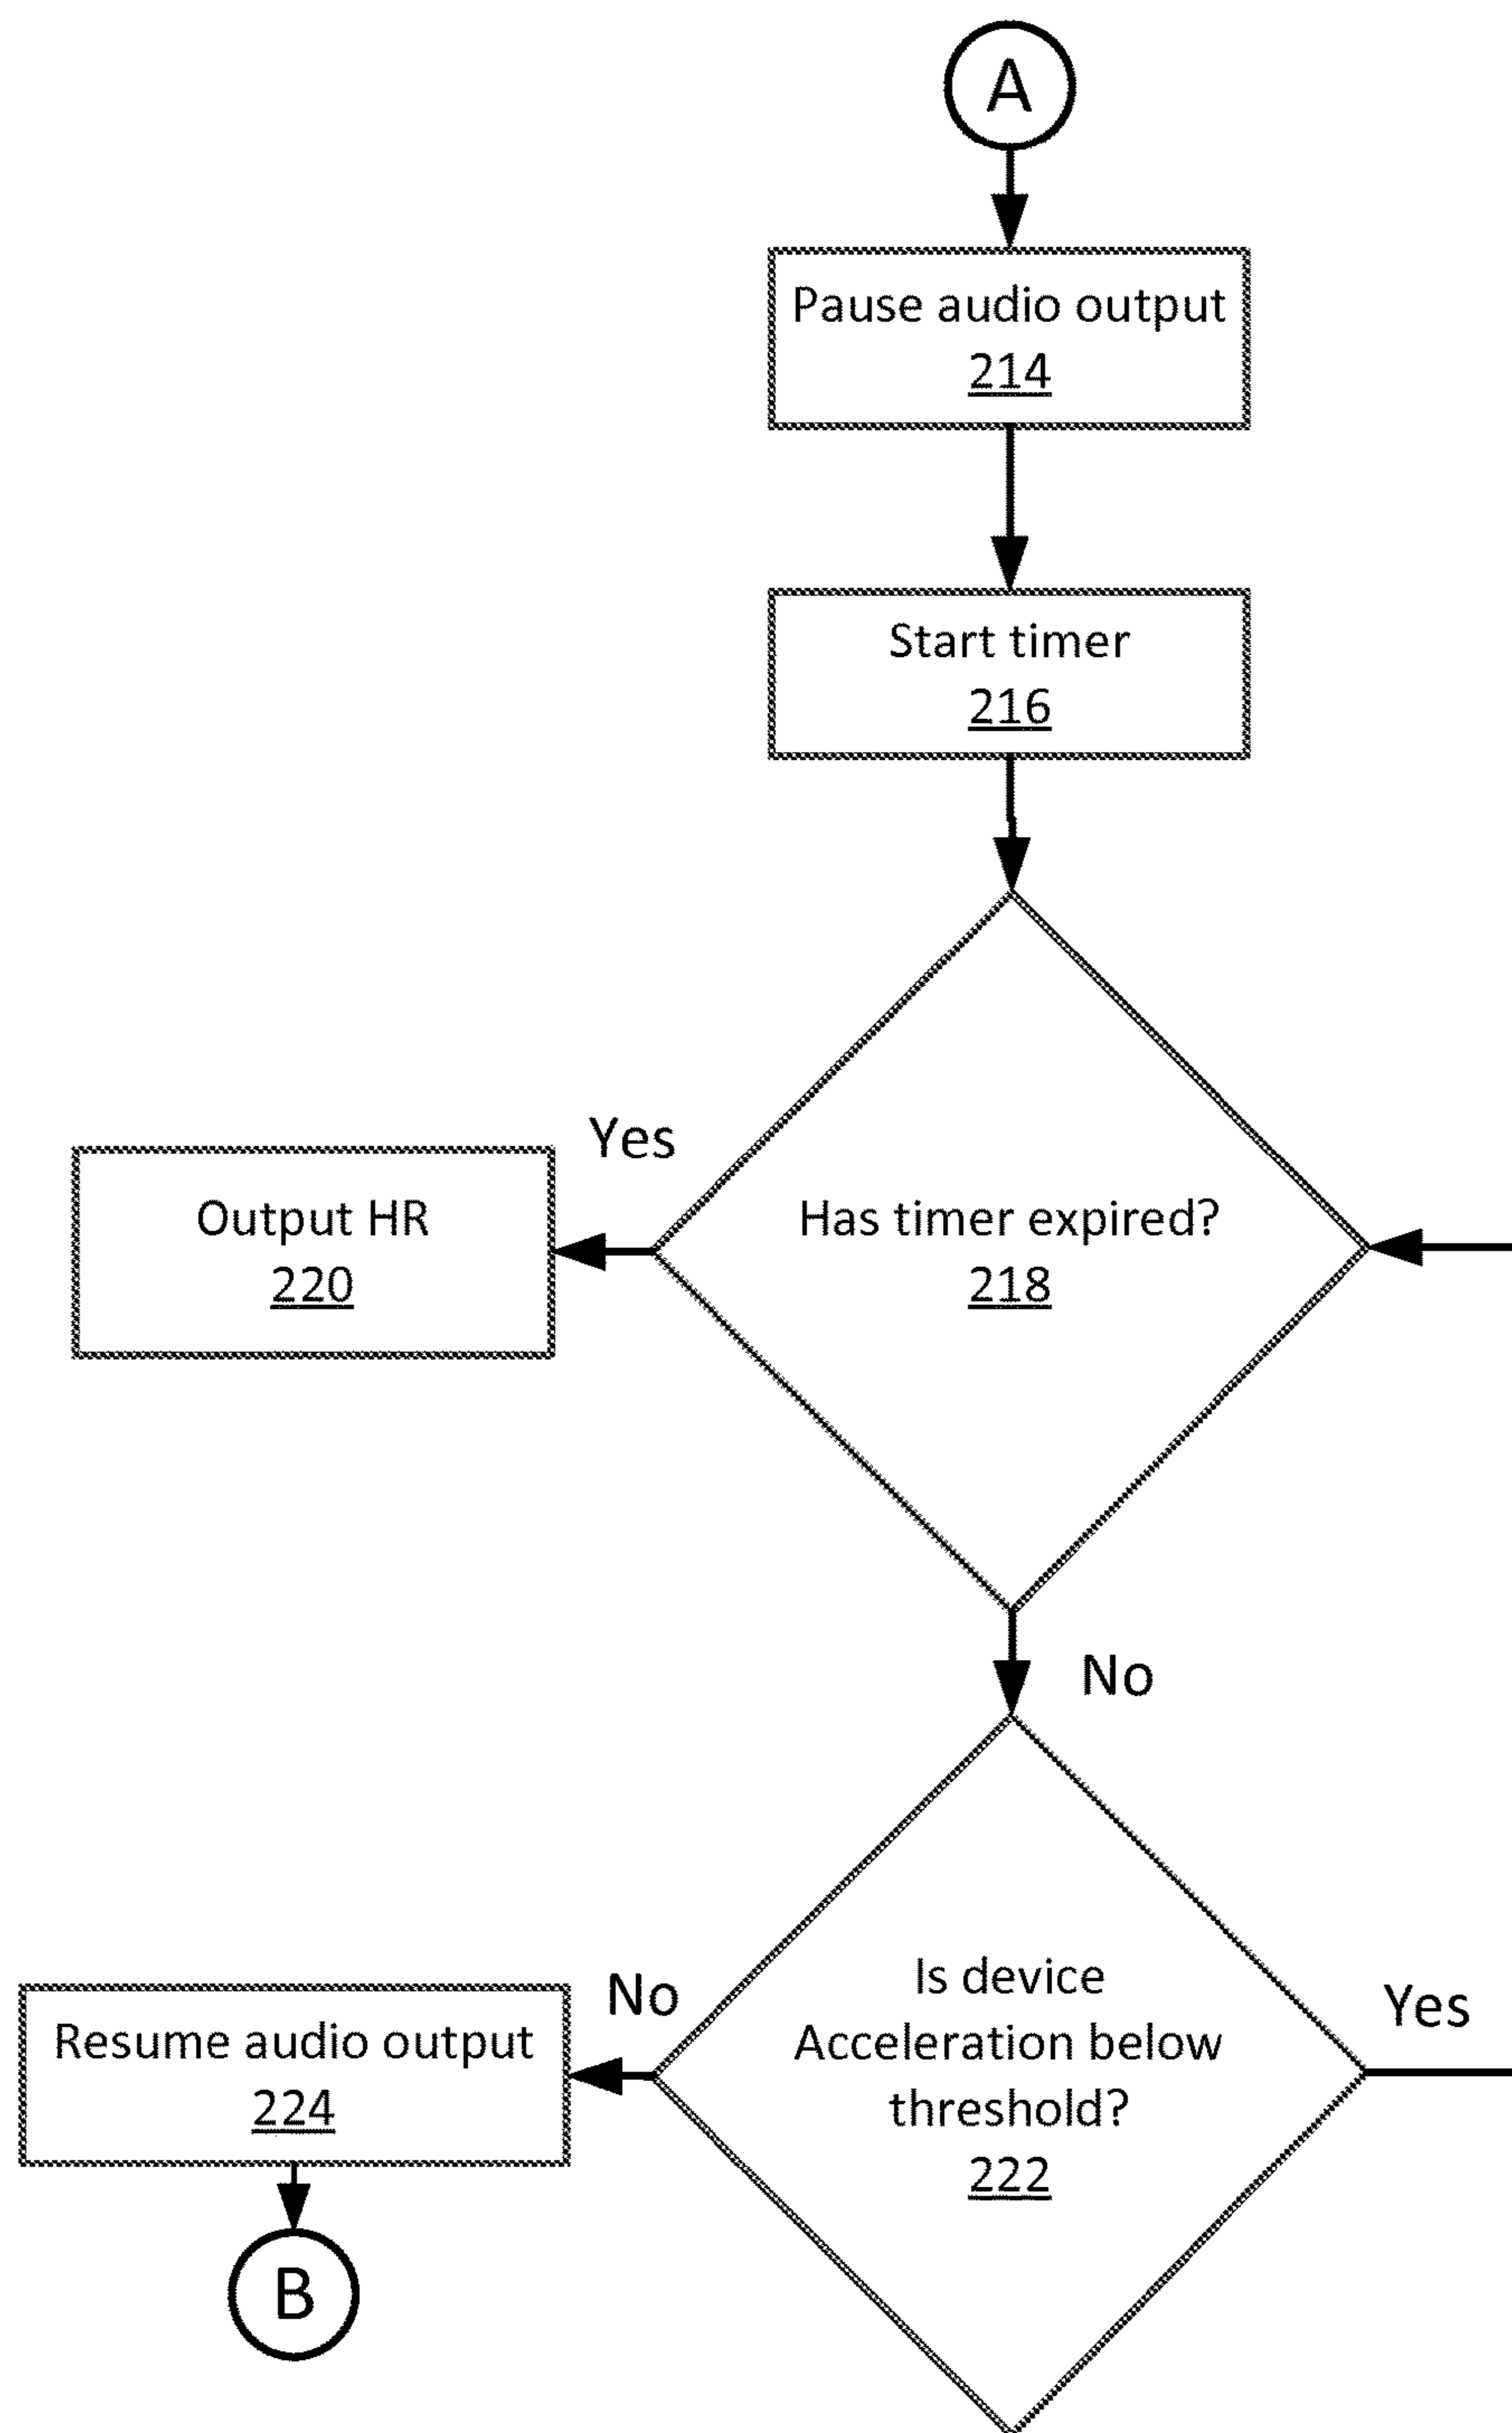 A
Pause audio output
214
Start timer
216
Yes
Output HR
220
Has timer expired?
218
No
Is device
Acceleration below
threshold?
222
No
Yes
Resume audio output
224
B